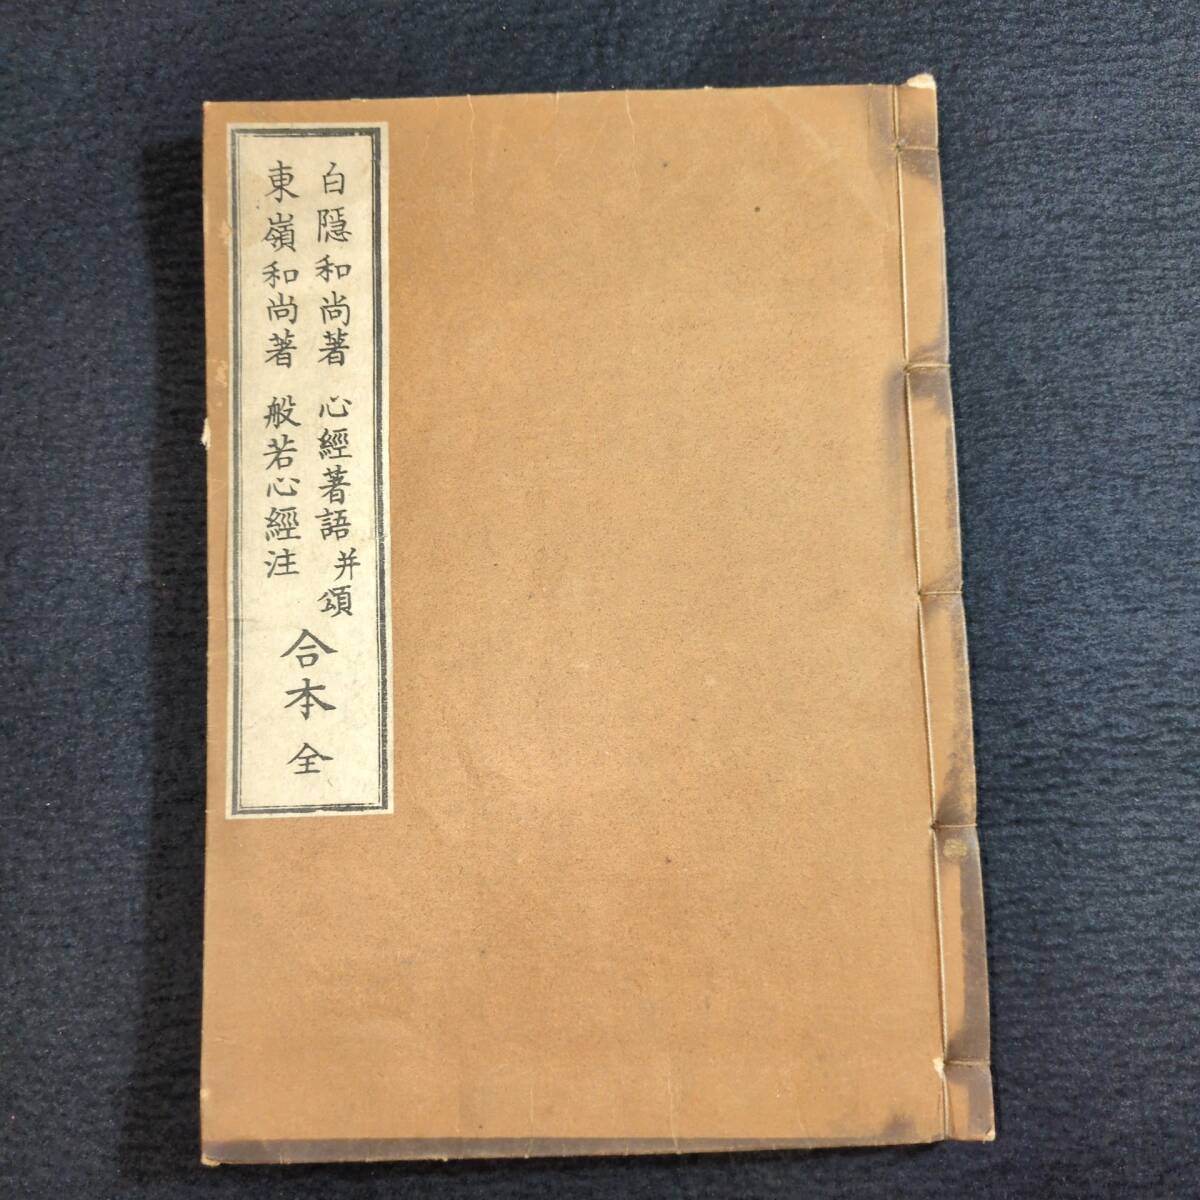 白隱和尚著 心經著語并頌
東嶺和尚著 般若心經注
合本 全